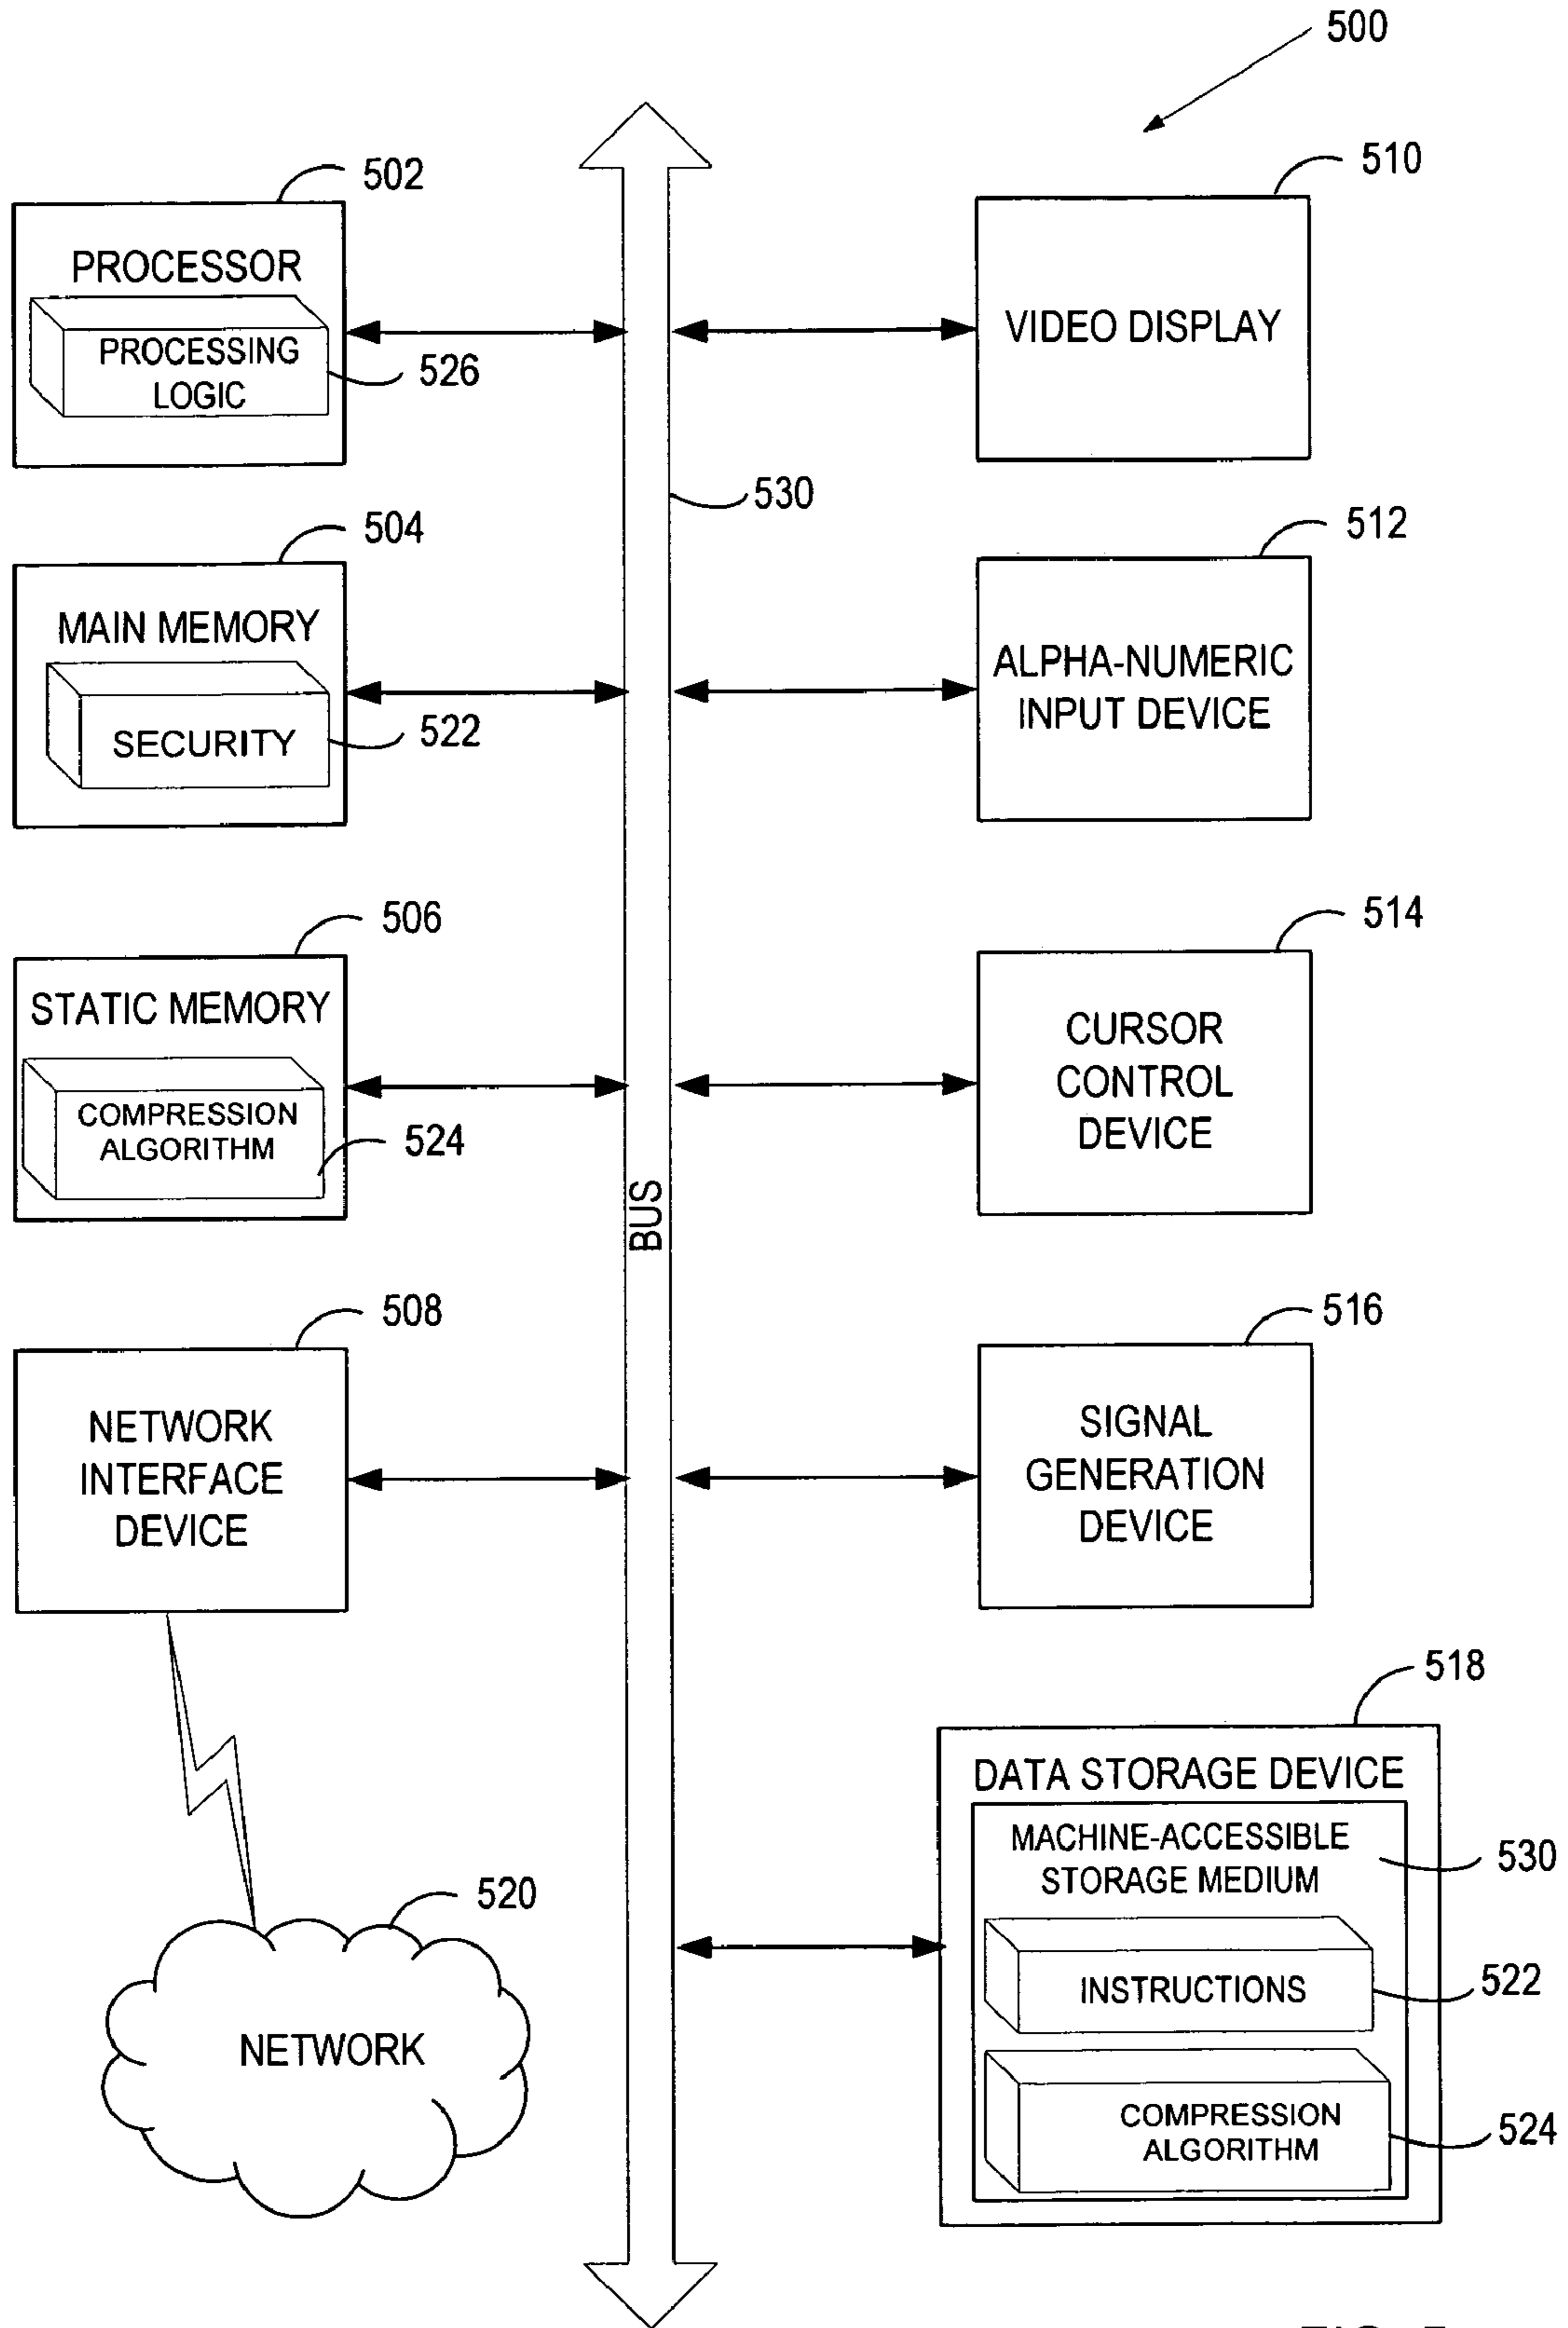 500
502
PROCESSOR
PROCESSING
LOGIC
526
510
VIDEO DISPLAY
530
504
MAIN MEMORY
SECURITY
522
512
ALPHA-NUMERIC
INPUT DEVICE
506
STATIC MEMORY
COMPRESSION
ALGORITHM
524
514
CURSOR
CONTROL
DEVICE
BUS
508
NETWORK
INTERFACE
DEVICE
516
SIGNAL
GENERATION
DEVICE
518
DATA STORAGE DEVICE
MACHINE-ACCESSIBLE
STORAGE MEDIUM
530
INSTRUCTIONS
522
COMPRESSION
ALGORITHM
524
520
NETWORK